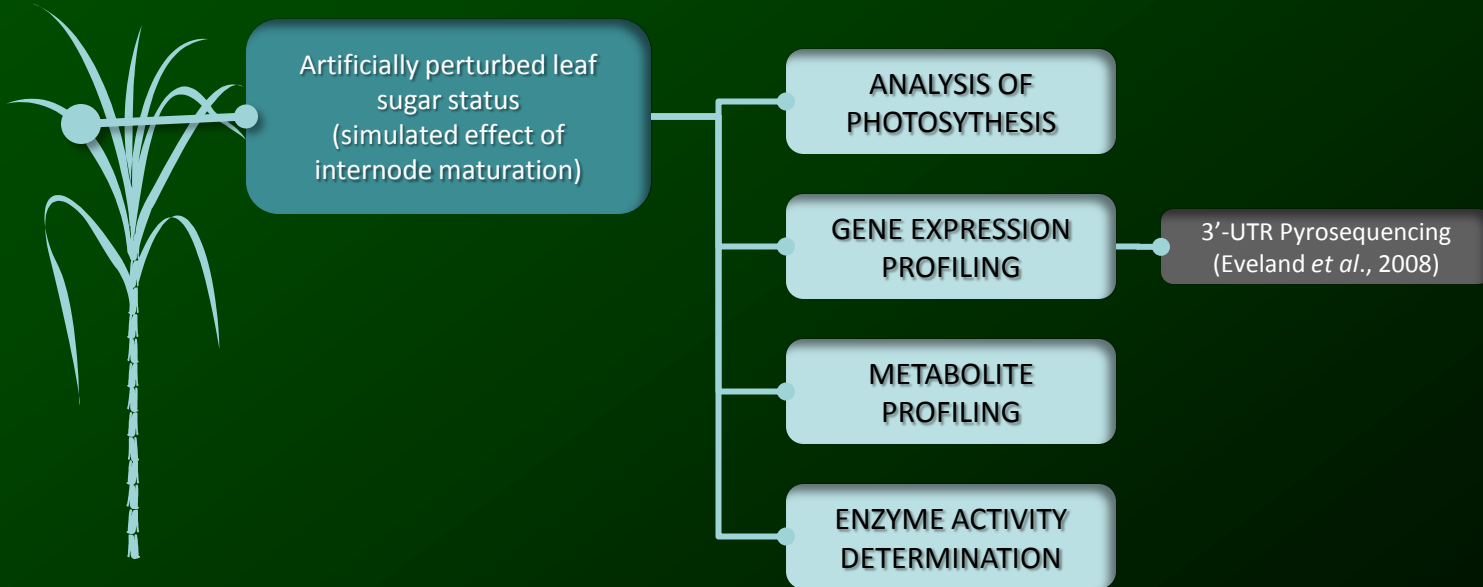 Artificially perturbed leaf
sugar status
(simulated effect of
internode maturation)
ANALYSIS OF
PHOTOSYTHESIS
GENE EXPRESSION
PROFILING
3’-UTR Pyrosequencing
(Eveland et al., 2008)
METABOLITE
PROFILING
ENZYME ACTIVITY
DETERMINATION